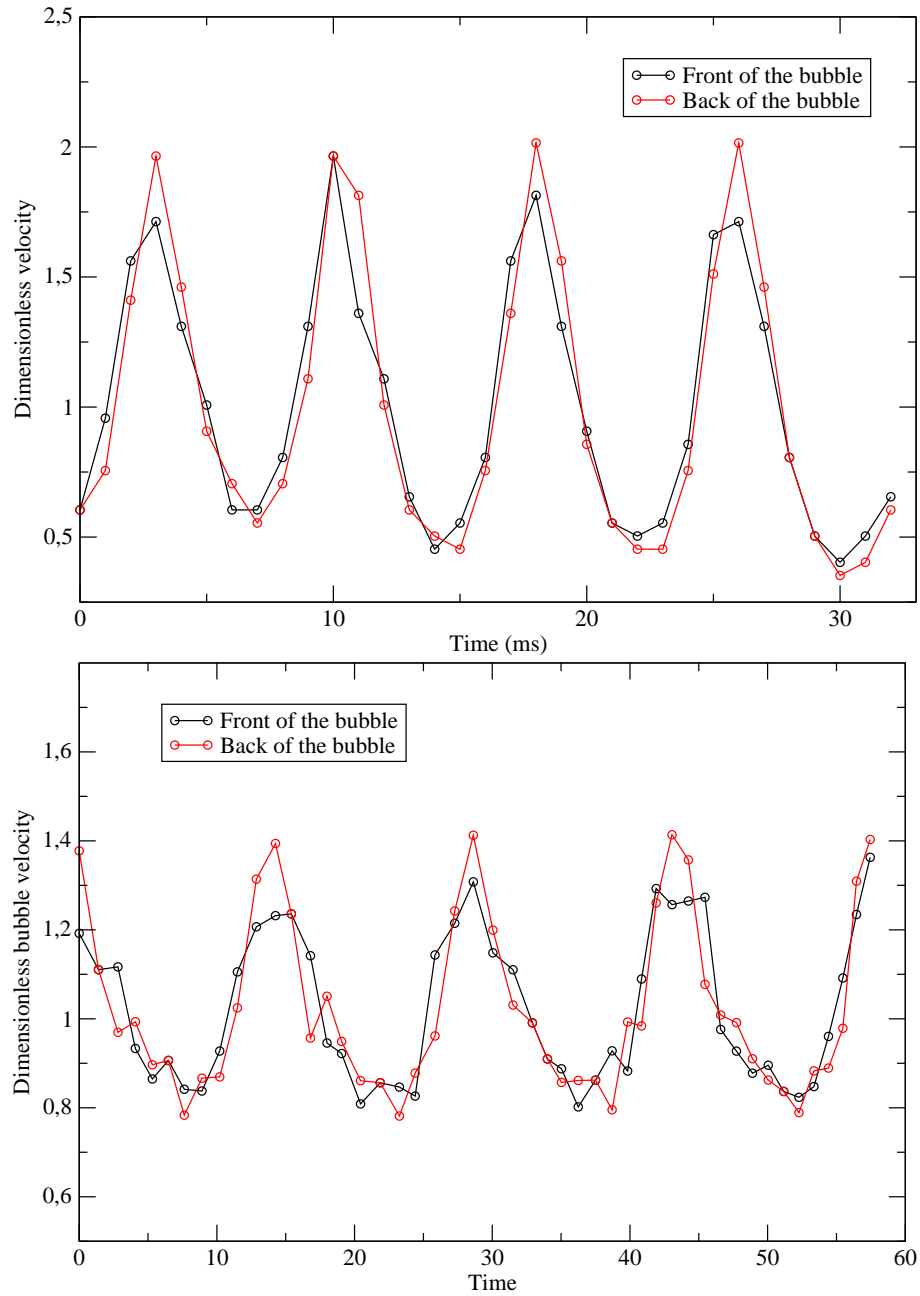 2,5
2
1,5
1
0,5
Dimensionless velocity
Front of the bubble
Back of the bubble
0 10 20 30
Time (ms)
1,6
1,4
1,2
1
0,8
0,6
Dimensionless bubble velocity
Front of the bubble
Back of the bubble
0 10 20 30 40 50 60
Time